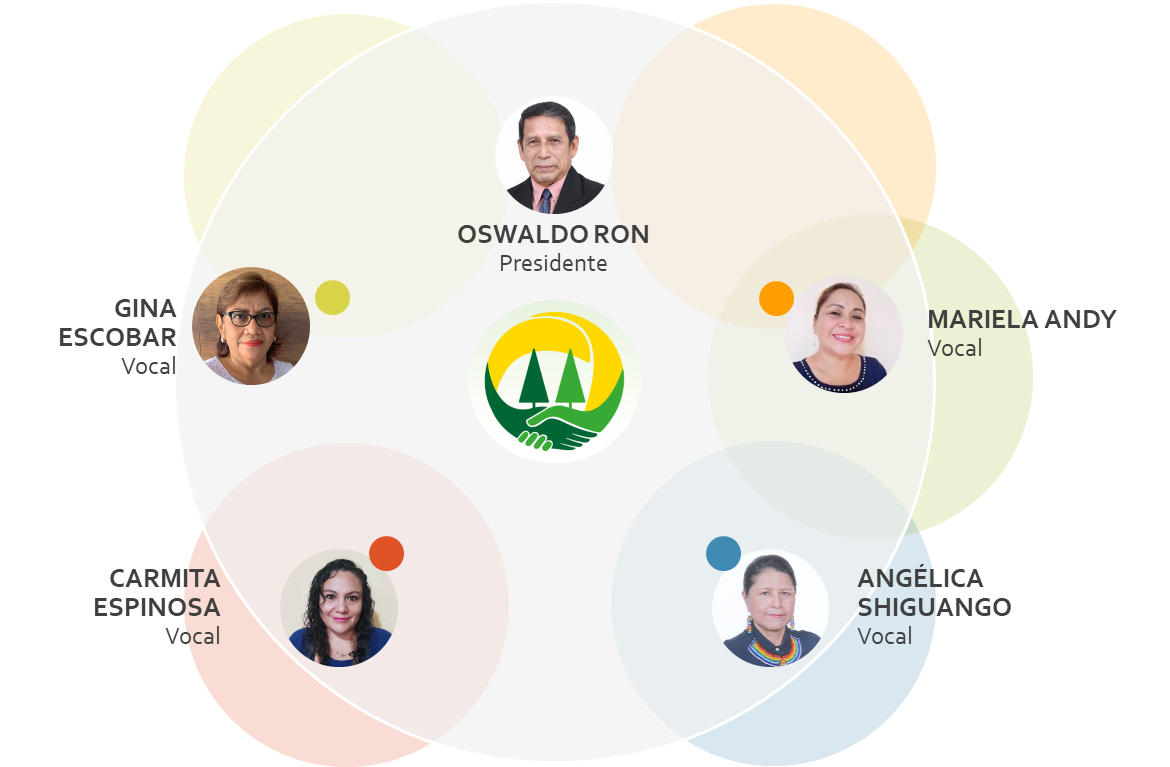 OSWALDO RON
Presidente
GINA
ESCOBAR
Vocal
MARIELA ANDY
Vocal
CARMITA
ESPINOSA
Vocal
ANGÉLICA
SHIGUANGO
Vocal